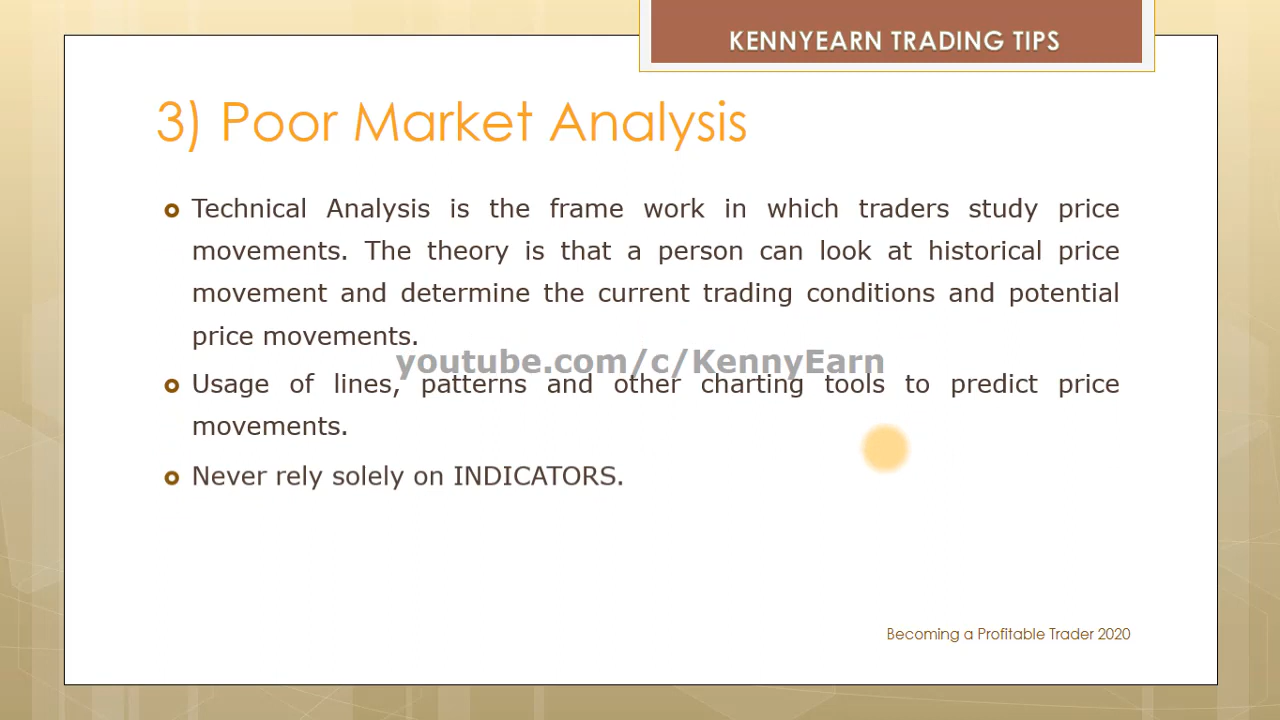 KENNYEARN TRADING TIPS
3) Poor Market Analysis
Technical Analysis is the frame work in which traders study price
movements. The theory is that a person can look at historical price
movement and determine the current trading conditions and potential
price movements.
youtube.com/c/KennyEarn
Usage of lines, patterns and other charting tools to predict price
movements.
Never rely solely on INDICATORS.
Becoming a Profitable Trader 2020